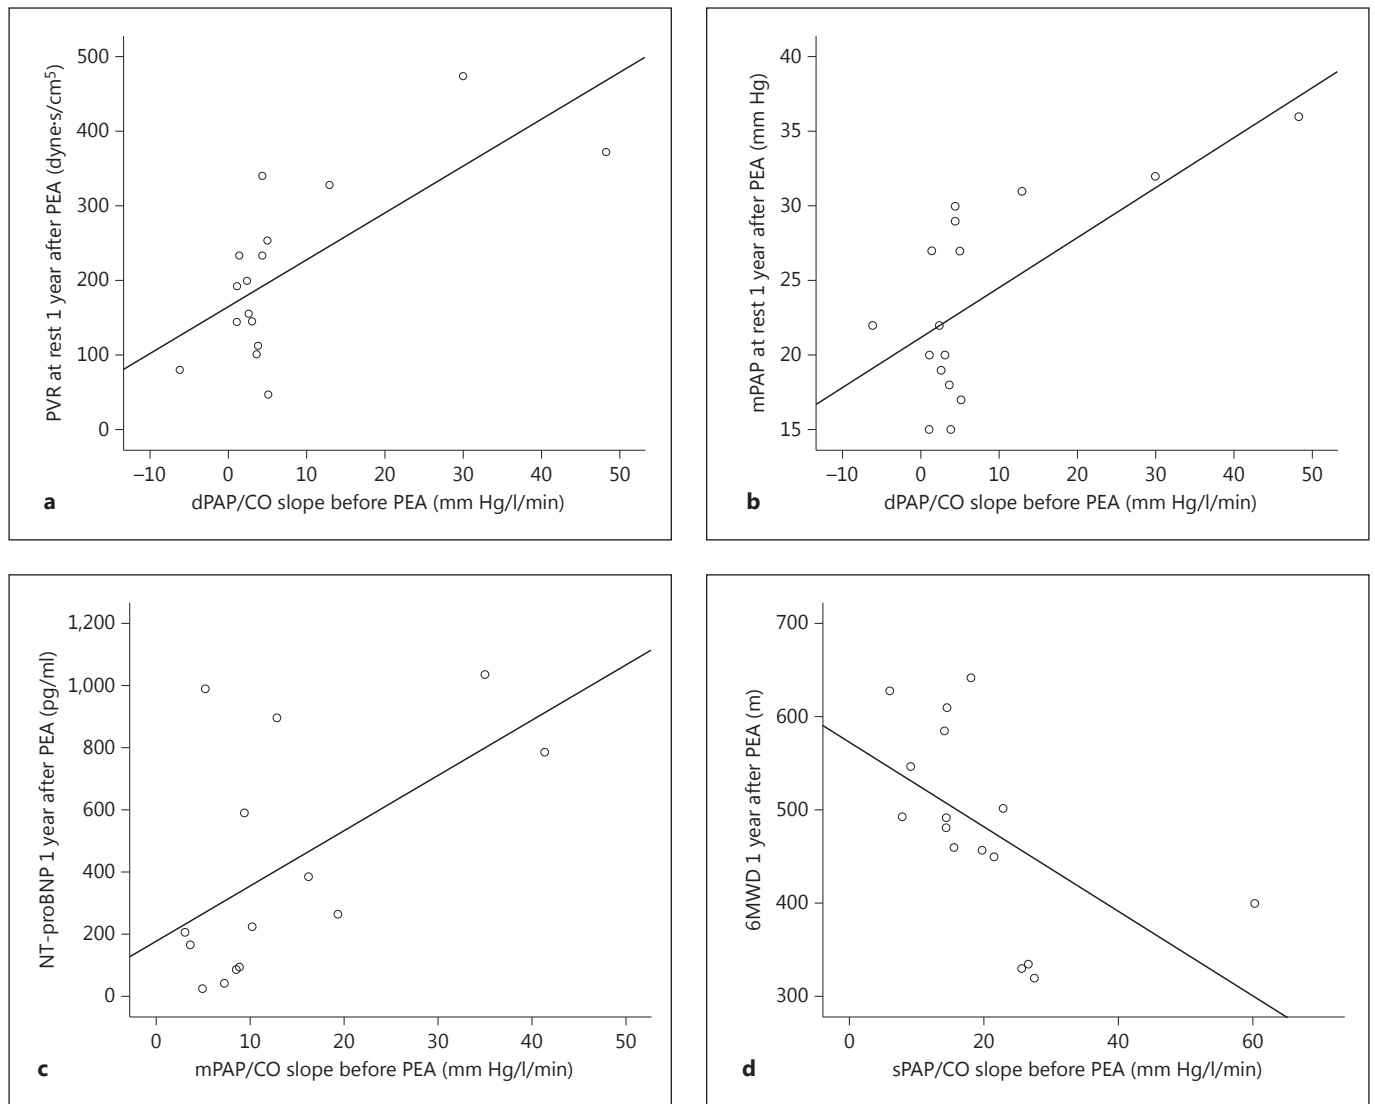 500
400
300
200
100
0
PVR at rest 1 year after PEA (dyne·s/cm⁵)
–10 0 10 20 30 40 50
a dPAP/CO slope before PEA (mm Hg/l/min)
40
35
30
25
20
15
mPAP at rest 1 year after PEA (mm Hg)
–10 0 10 20 30 40 50
b dPAP/CO slope before PEA (mm Hg/l/min)
1,200
1,000
800
600
400
200
0
NT-proBNP 1 year after PEA (pg/ml)
0 10 20 30 40 50
c mPAP/CO slope before PEA (mm Hg/l/min)
700
600
500
400
300
6MWD 1 year after PEA (m)
0 20 40 60
d sPAP/CO slope before PEA (mm Hg/l/min)